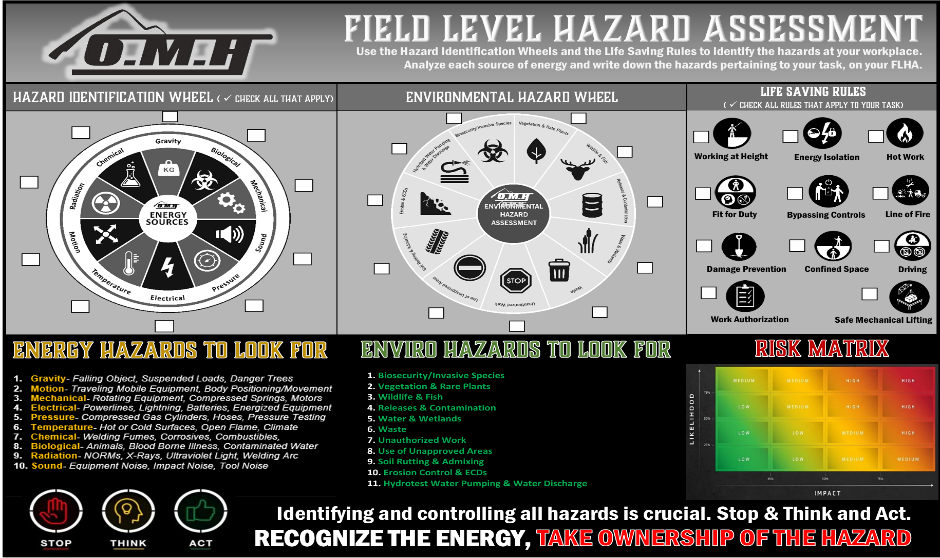 O.M.H
FIELD LEVEL HAZARD ASSESSMENT
Use the Hazard Identification Wheels and the Life Saving Rules to Identify the hazards at your workplace.
Analyze each source of energy and write down the hazards pertaining to your task, on your FLHA.
HAZARD IDENTIFICATION WHEEL ( ✓ CHECK ALL THAT APPLY)
Gravity
Biological
Mechanical
Sound
Pressure
Electrical
Temperature
Motion
Radiation
Chemical
KG
OMH
ENERGY
SOURCES
ENVIRONMENTAL HAZARD WHEEL
Biosecurity/Invasive Species
Vegetation & Rare Plants
Wildlife & Fish
Waste
Unauthorized Work
OMH
ENVIRONMENTAL
HAZARD
ASSESSMENT
STOP
LIFE SAVING RULES
( ✓ CHECK ALL RULES THAT APPLY TO YOUR TASK)
Working at Height
Energy Isolation
Hot Work
Fit for Duty
Bypassing Controls
Line of Fire
Damage Prevention
Confined Space
Driving
Work Authorization
Safe Mechanical Lifting
ENERGY HAZARDS TO LOOK FOR
1. Gravity- Falling Object, Suspended Loads, Danger Trees
2. Motion- Traveling Mobile Equipment, Body Positioning/Movement
3. Mechanical- Rotating Equipment, Compressed Springs, Motors
4. Electrical- Powerlines, Lightning, Batteries, Energized Equipment
5. Pressure- Compressed Gas Cylinders, Hoses, Pressure Testing
6. Temperature- Hot or Cold Surfaces, Open Flame, Climate
7. Chemical- Welding Fumes, Corrosives, Combustibles,
8. Biological- Animals, Blood Borne Illness, Contaminated Water
9. Radiation- NORMs, X-Rays, Ultraviolet Light, Welding Arc
10. Sound- Equipment Noise, Impact Noise, Tool Noise
ENVIRO HAZARDS TO LOOK FOR
1. Biosecurity/Invasive Species
2. Vegetation & Rare Plants
3. Wildlife & Fish
4. Releases & Contamination
5. Water & Wetlands
6. Waste
7. Unauthorized Work
8. Use of Unapproved Areas
9. Soil Rutting & Admixing
10. Erosion Control & ECDs
11. Hydrotest Water Pumping & Water Discharge
RISK MATRIX
LIKELIHOOD
MEDIUM MEDIUM HIGH HIGH
LOW MEDIUM HIGH HIGH
LOW MEDIUM MEDIUM HIGH
LOW LOW MEDIUM MEDIUM
IMPACT
STOP THINK ACT
Identifying and controlling all hazards is crucial. Stop & Think and Act.
RECOGNIZE THE ENERGY, TAKE OWNERSHIP OF THE HAZARD